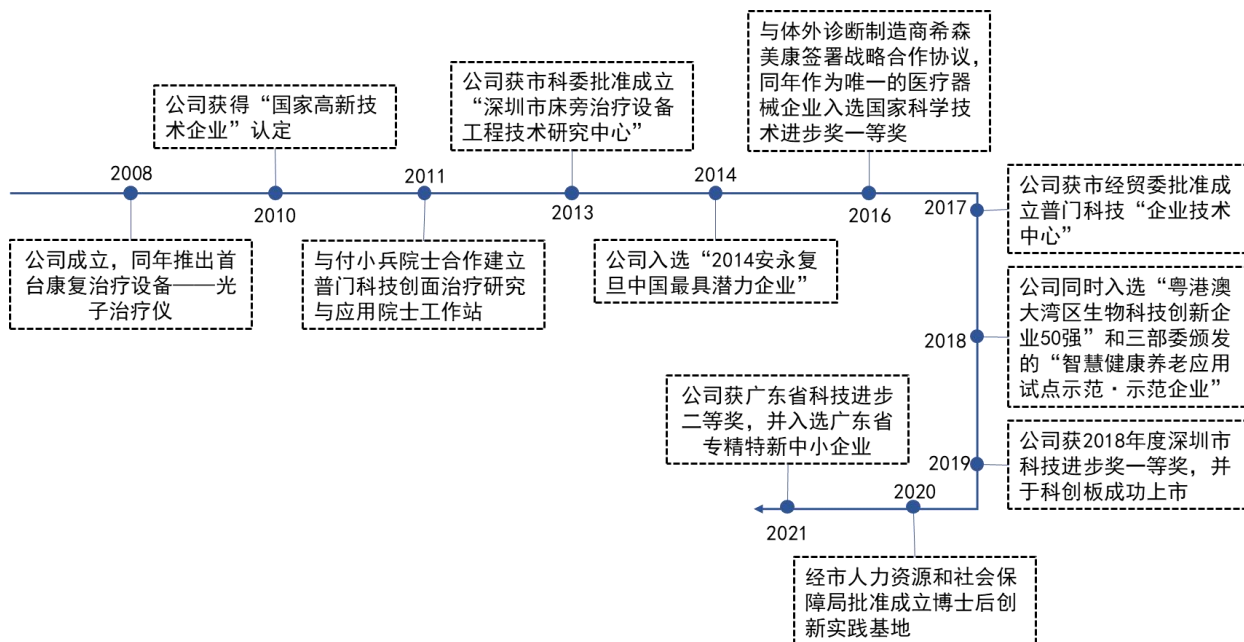 2008
公司成立，同年推出首
台康复治疗设备——光
子治疗仪
公司获得“国家高新技
术企业”认定
2010
2011
与付小兵院士合作建立
普门科技创面治疗研究
与应用院士工作站
公司获市科委批准成立
“深圳市床旁治疗设备
工程技术研究中心”
2013
2014
公司入选“2014安永复
旦中国最具潜力企业”
与体外诊断制造商希森
美康签署战略合作协议，
同年作为唯一的医疗器
械企业入选国家科学技
术进步奖一等奖
2016
2017
公司获市经贸委批准成
立普门科技“企业技术
中心”
2018
公司同时入选“粤港澳
大湾区生物科技创新企
业50强”和三部委颁发
的“智慧健康养老应用
试点示范·示范企业”
2019
公司获2018年度深圳市
科技进步奖一等奖，并
于科创板成功上市
2020
经市人力资源和社会保
障局批准成立博士后创
新实践基地
公司获广东省科技进步
二等奖，并入选广东省
专精特新中小企业
2021